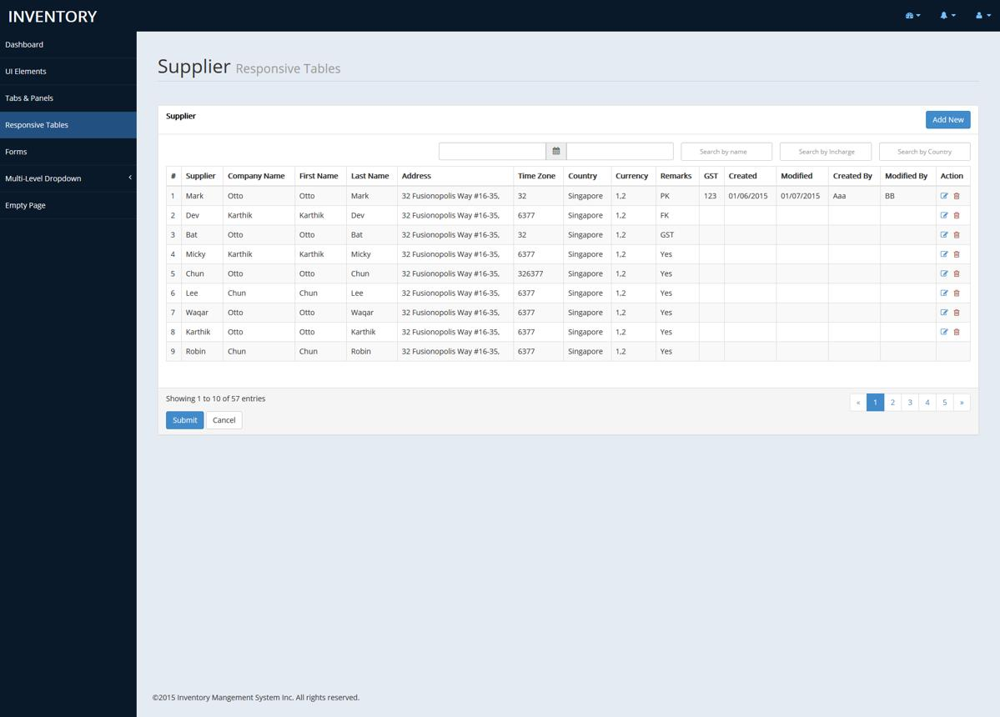 INVENTORY
Dashboard
UI Elements
Tabs & Panels
Responsive Tables
Forms
Multi-Level Dropdown
Empty Page
Supplier Responsive Tables
Supplier
Add New
Search by name Search by Incharge Search by Country
# Supplier Company Name First Name Last Name Address Time Zone Country Currency Remarks GST Created Modified Created By Modified By Action
1 Mark Otto Otto Mark 32 Fusionopolis Way #16-35, 32 Singapore 1,2 PK 123 01/06/2015 01/07/2015 Aaa BB
2 Dev Karthik Karthik Dev 32 Fusionopolis Way #16-35, 6377 Singapore 1,2 FK
3 Bat Otto Otto Bat 32 Fusionopolis Way #16-35, 32 Singapore 1,2 GST
4 Micky Karthik Karthik Micky 32 Fusionopolis Way #16-35, 6377 Singapore 1,2 Yes
5 Chun Otto Otto Chun 32 Fusionopolis Way #16-35, 326377 Singapore 1,2 Yes
6 Lee Chun Chun Lee 32 Fusionopolis Way #16-35, 6377 Singapore 1,2 Yes
7 Waqar Otto Otto Waqar 32 Fusionopolis Way #16-35, 6377 Singapore 1,2 Yes
8 Karthik Otto Otto Karthik 32 Fusionopolis Way #16-35, 6377 Singapore 1,2 Yes
9 Robin Chun Chun Robin 32 Fusionopolis Way #16-35, 6377 Singapore 1,2 Yes
Showing 1 to 10 of 57 entries
« 1 2 3 4 5 »
Submit Cancel
©2015 Inventory Mangement System Inc. All rights reserved.